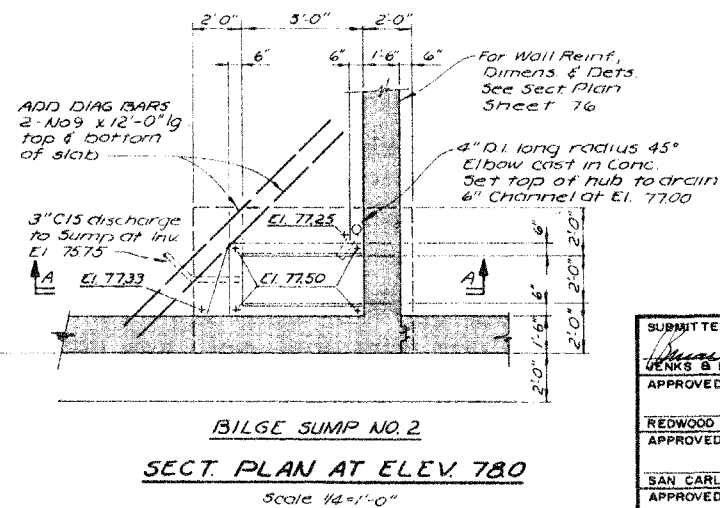 2'0"
5'-0"
2'-0"
6"
6"
1'-6"
6"
For Wall Reinf.,
Dimens. & Dets.
See Sect Plan
Sheet 76
ADD DIAG BARS
2-No9 x 12'-0" lg
top & bottom
of slab
4" D.I. long radius 45°
Elbow cast in Conc.
Set top of hub to drain
6" Channel at El. 77.00
3" CIS discharge
to Sump at Inv.
El 75.75
El. 77.25
A
El. 77.33
El. 77.50
A
6"
2'0"
2'0"
6"
1'-6"
2'0"
2'0"
BILGE SUMP NO. 2
SECT. PLAN AT ELEV. 78.0
Scale 1/4=1'-0"
SUBMITTE
JENKS &
APPROVED
REDWOOD
APPROVED
SAN CARL
APPROVED